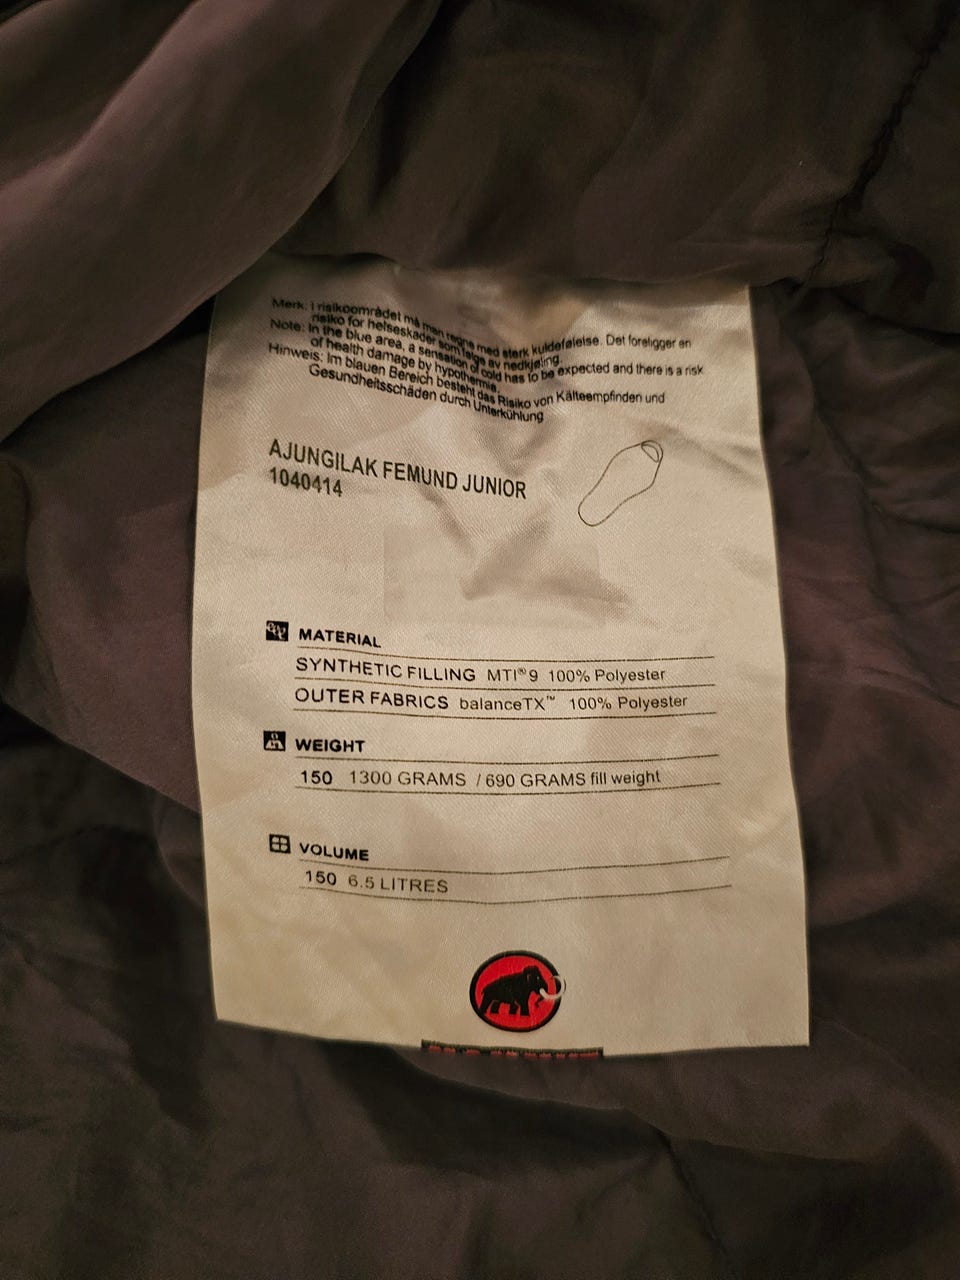 Merk: I risikoområdet må man regne med sterk kuldefølelse. Det foreligger en
risiko for helseskader som følge av nedkjøling.
Note: In the blue area, a sensation of cold has to be expected and there is a risk
of health damage by hypothermia.
Hinweis: Im blauen Bereich besteht das Risiko von Kälteempfinden und
Gesundheitsschäden durch Unterkühlung
AJUNGILAK FEMUND JUNIOR
1040414
MATERIAL
SYNTHETIC FILLING MTI®9 100% Polyester
OUTER FABRICS balanceTX™ 100% Polyester
WEIGHT
150 1300 GRAMS / 690 GRAMS fill weight
VOLUME
150 6.5 LITRES